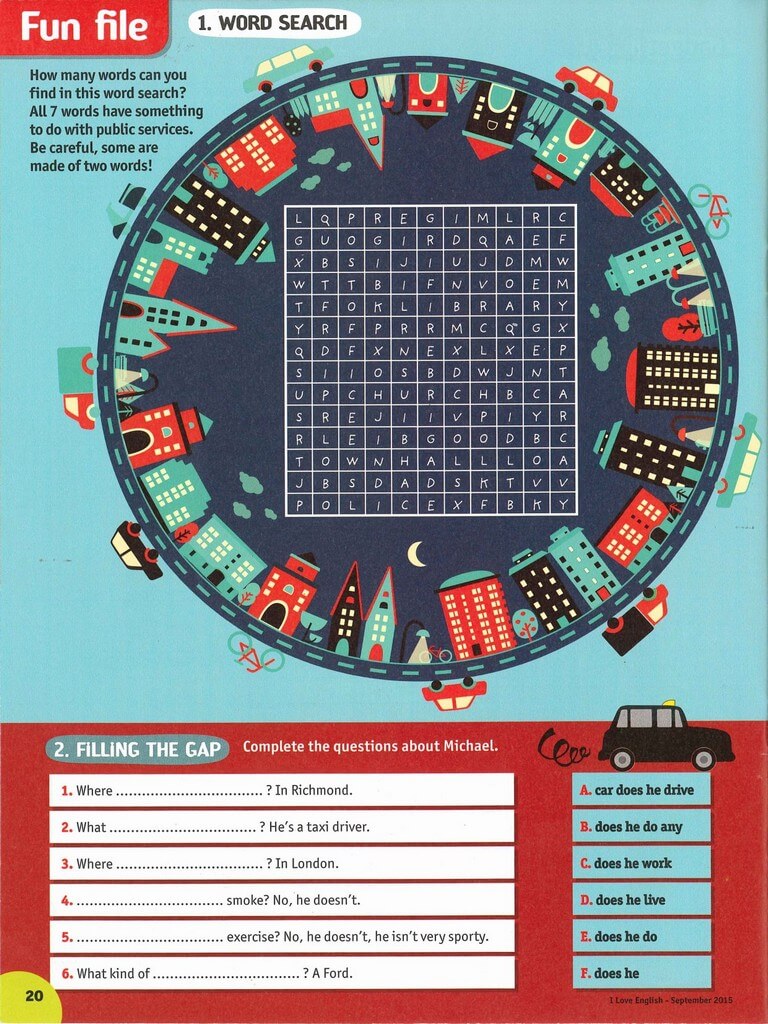 Fun file
1. WORD SEARCH
How many words can you
find in this word search?
All 7 words have something
to do with public services.
Be careful, some are
made of two words!
L Q P R E G I M L R C
G U O G I R D Q A E F
X B S I J I U J D M W
W T T B I F N V O E M
T F O K L I B R A R Y
Y R F P R R M C Q G X
Q D F X N E X L X E P
S I I O S B D W J N T
U P C H U R C H B C A
S R E J I I V P I Y R
R L E I B G O O D B C
T O W N H A L L L O A
J B S D A D S K T V V
P O L I C E X F B K Y
2. FILLING THE GAP
Complete the questions about Michael.
1. Where ................................. ? In Richmond.
2. What ................................. ? He's a taxi driver.
3. Where ................................. ? In London.
4. ................................. smoke? No, he doesn't.
5. ................................. exercise? No, he doesn't, he isn't very sporty.
6. What kind of ................................. ? A Ford.
A. car does he drive
B. does he do any
C. does he work
D. does he live
E. does he do
F. does he
20
I Love English - September 2015